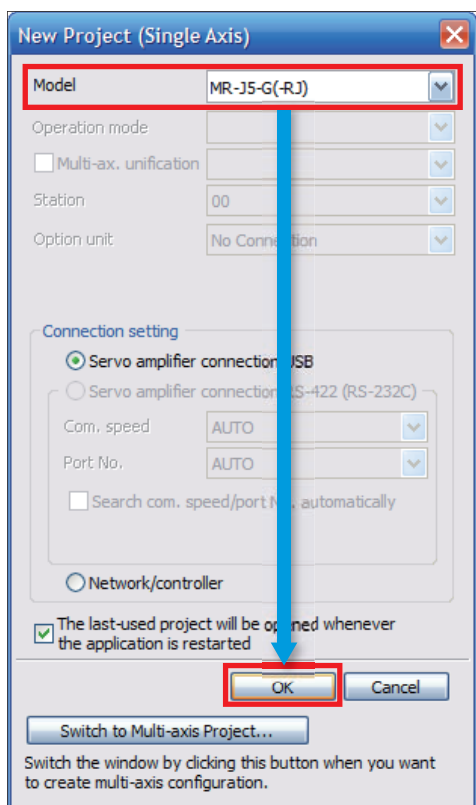 New Project (Single Axis)
Model MR-J5-G(-RJ)
Operation mode
Multi-ax. unification
Station 00
Option unit No Connection
Connection setting
Servo amplifier connection USB
Servo amplifier connection RS-422 (RS-232C)
Com. speed AUTO
Port No. AUTO
Search com. speed/port No. automatically
Network/controller
The last-used project will be opened whenever
the application is restarted
OK Cancel
Switch to Multi-axis Project...
Switch the window by clicking this button when you want
to create multi-axis configuration.